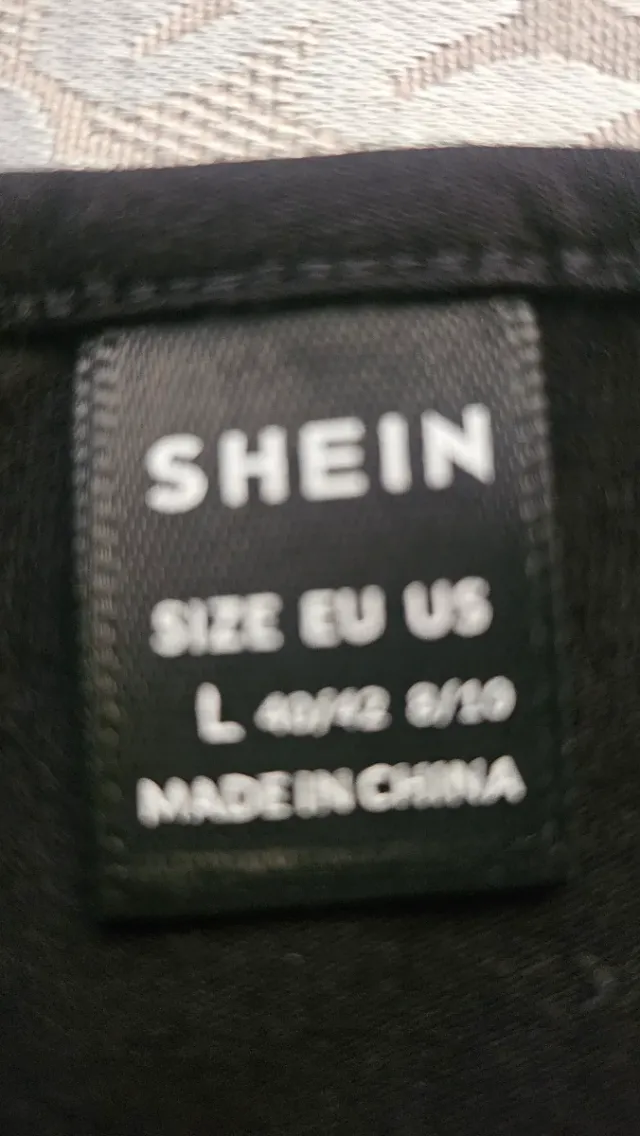 SHEIN
SIZE EU US
L 40/42 8/10
MADE IN CHINA